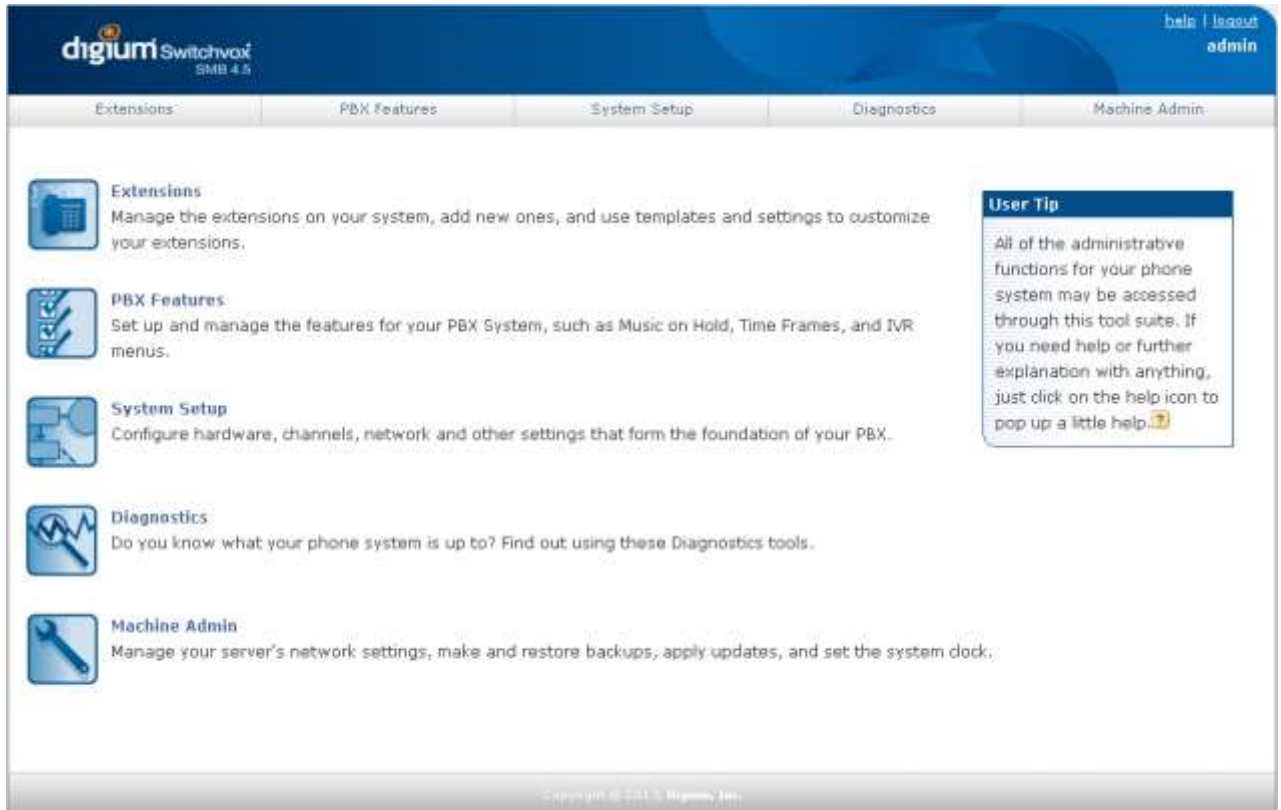 help | logout
admin
digium Switchvox
SMB 4.5
Extensions
PBX Features
System Setup
Diagnostics
Machine Admin
Extensions
Manage the extensions on your system, add new ones, and use templates and settings to customize
your extensions.
PBX Features
Set up and manage the features for your PBX System, such as Music on Hold, Time Frames, and IVR
menus.
System Setup
Configure hardware, channels, network and other settings that form the foundation of your PBX.
Diagnostics
Do you know what your phone system is up to? Find out using these Diagnostics tools.
Machine Admin
Manage your server's network settings, make and restore backups, apply updates, and set the system clock.
User Tip
All of the administrative
functions for your phone
system may be accessed
through this tool suite. If
you need help or further
explanation with anything,
just click on the help icon to
pop up a little help.
Copyright © Digium, Inc.